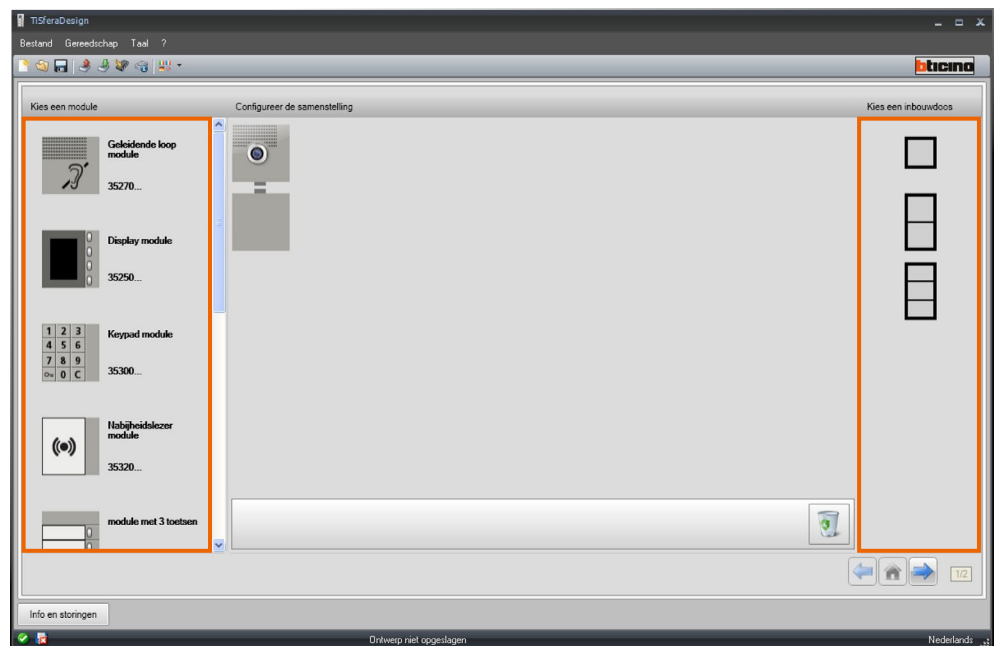 TiSferaDesign
Bestand Gereedschap Taal ?
bticino
Kies een module
Configureer de samenstelling
Kies een inbouwdoos
Geleidende loop
module
35270...
Display module
35250...
1 2 3
4 5 6
7 8 9
0 C
Keypad module
35300...
Nabijheidslezer
module
35320...
module met 3 toetsen
1/2
Info en storingen
Ontwerp niet opgeslagen
Nederlands